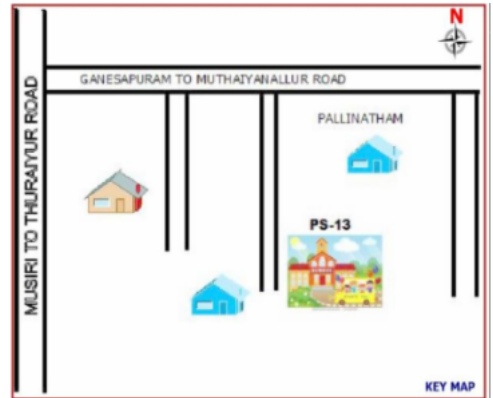 N
GANESAPURAM TO MUTHAIYANALLUR ROAD
MUSIRI TO THURAIYUR ROAD
PALLINATHAM
PS-13
KEY MAP